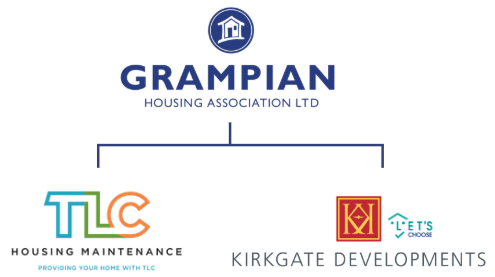 GRAMPIAN
HOUSING ASSOCIATION LTD
TLC
HOUSING MAINTENANCE
PROVIDING YOUR HOME WITH TLC
K
LET'S
CHOOSE
KIRKGATE DEVELOPMENTS